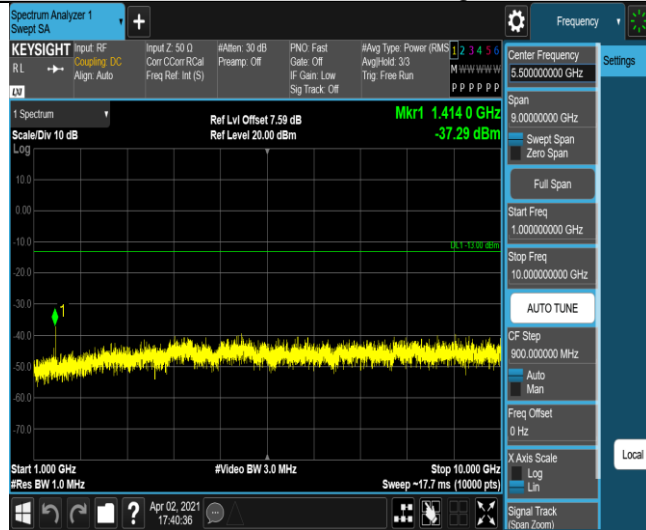 Spectrum Analyzer 1
Swept SA
+
Frequency
KEYSIGHT
RL
LXI
Input: RF
Coupling: DC
Align: Auto
Input Z: 50 Ω
Corr CCorr RCal
Freq Ref: Int (S)
#Atten: 30 dB
Preamp: Off
PNO: Fast
Gate: Off
IF Gain: Low
Sig Track: Off
#Avg Type: Power (RMS)
Avg|Hold: 3/3
Trig: Free Run
1 2 3 4 5 6
M W W W W W
P P P P P P
1 Spectrum
Scale/Div 10 dB
Log
Ref Lvl Offset 7.59 dB
Ref Level 20.00 dBm
Mkr1 1.414 0 GHz
-37.29 dBm
10.0
0.00
-10.0
DL1 -13.00 dBm
-20.0
-30.0
1
-40.0
-50.0
-60.0
-70.0
Start 1.000 GHz
#Res BW 1.0 MHz
#Video BW 3.0 MHz
Stop 10.000 GHz
Sweep ~17.7 ms (10000 pts)
?
Apr 02, 2021
17:40:36
Center Frequency
5.500000000 GHz
Settings
Span
9.00000000 GHz
Swept Span
Zero Span
Full Span
Start Freq
1.000000000 GHz
Stop Freq
10.000000000 GHz
AUTO TUNE
CF Step
900.000000 MHz
Auto
Man
Freq Offset
0 Hz
X Axis Scale
Log
Lin
Local
Signal Track
(Span Zoom)